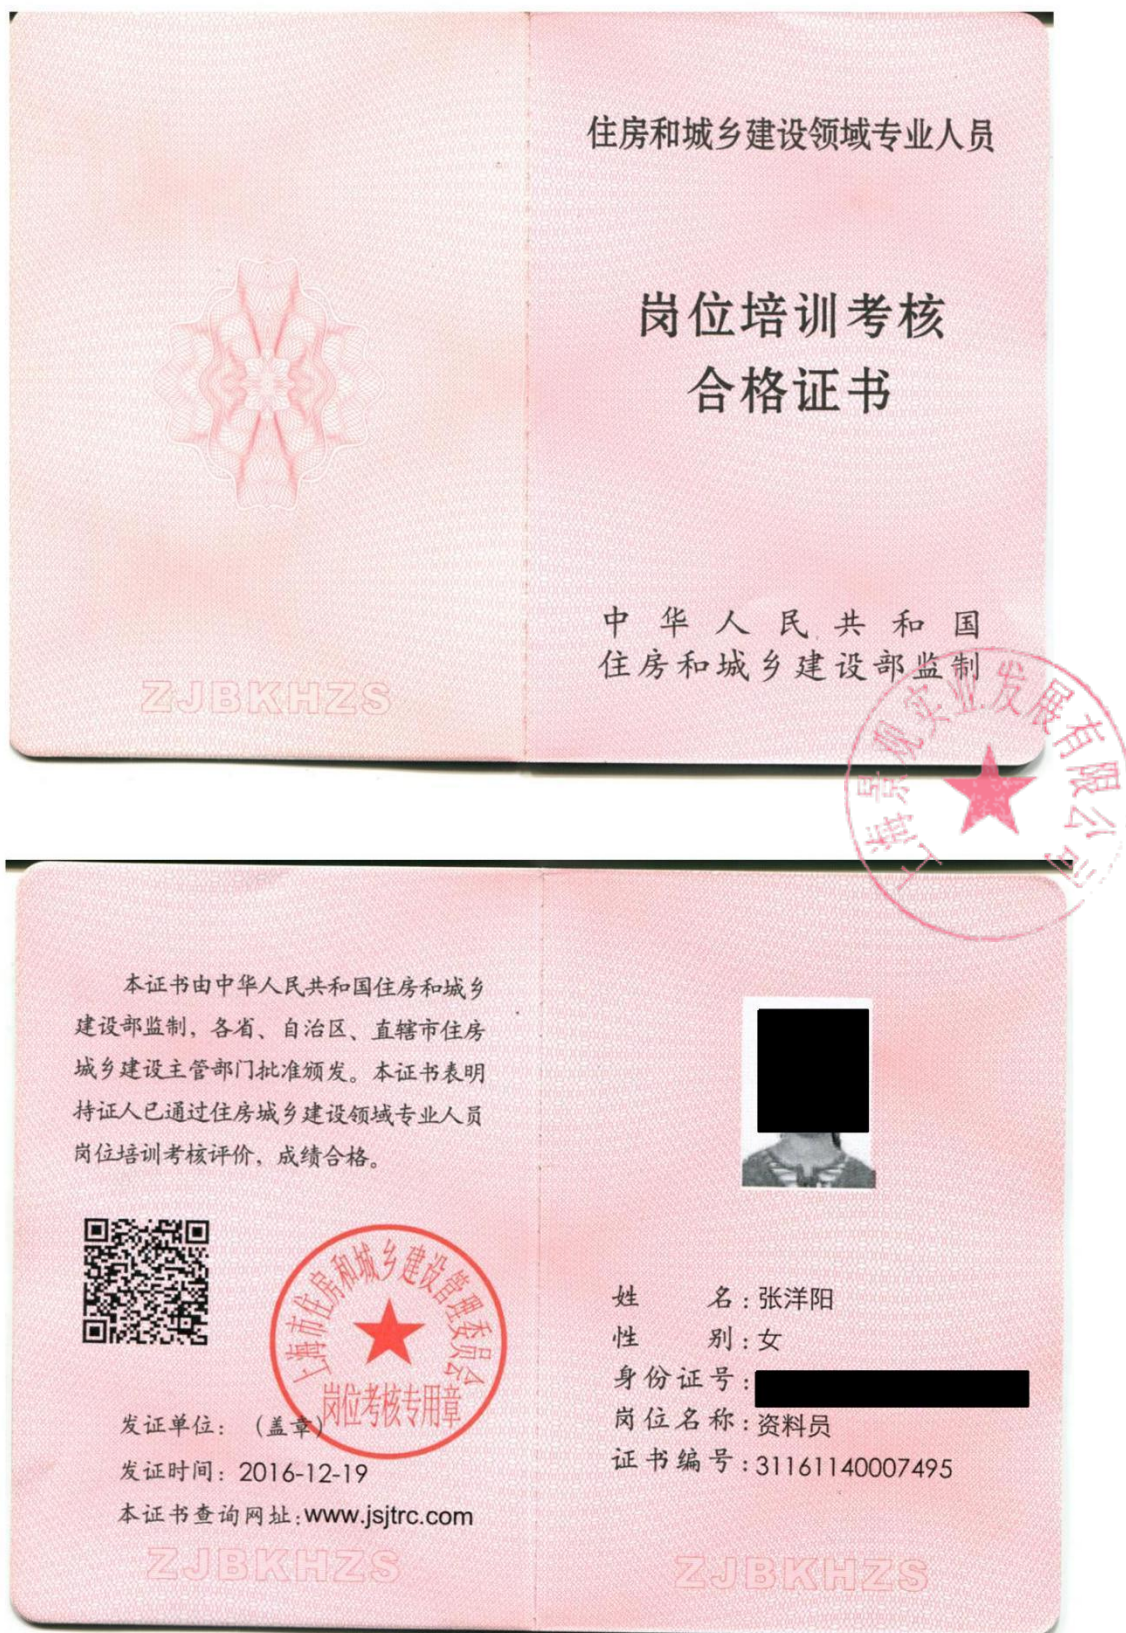 住房和城乡建设领域专业人员
岗位培训考核
合格证书
中华人民共和国
住房和城乡建设部监制
ZJBKHZS
上海景观实业发展有限公司
本证书由中华人民共和国住房和城乡
建设部监制，各省、自治区、直辖市住房
城乡建设主管部门批准颁发。本证书表明
持证人已通过住房城乡建设领域专业人员
岗位培训考核评价，成绩合格。
上海市住房和城乡建设管理委员会
岗位考核专用章
发证单位：（盖章）
发证时间：2016-12-19
本证书查询网址:www.jsjtrc.com
ZJBKHZS
姓名:张洋阳
性别:女
身份证号:
岗位名称:资料员
证书编号:31161140007495
ZJBKHZS